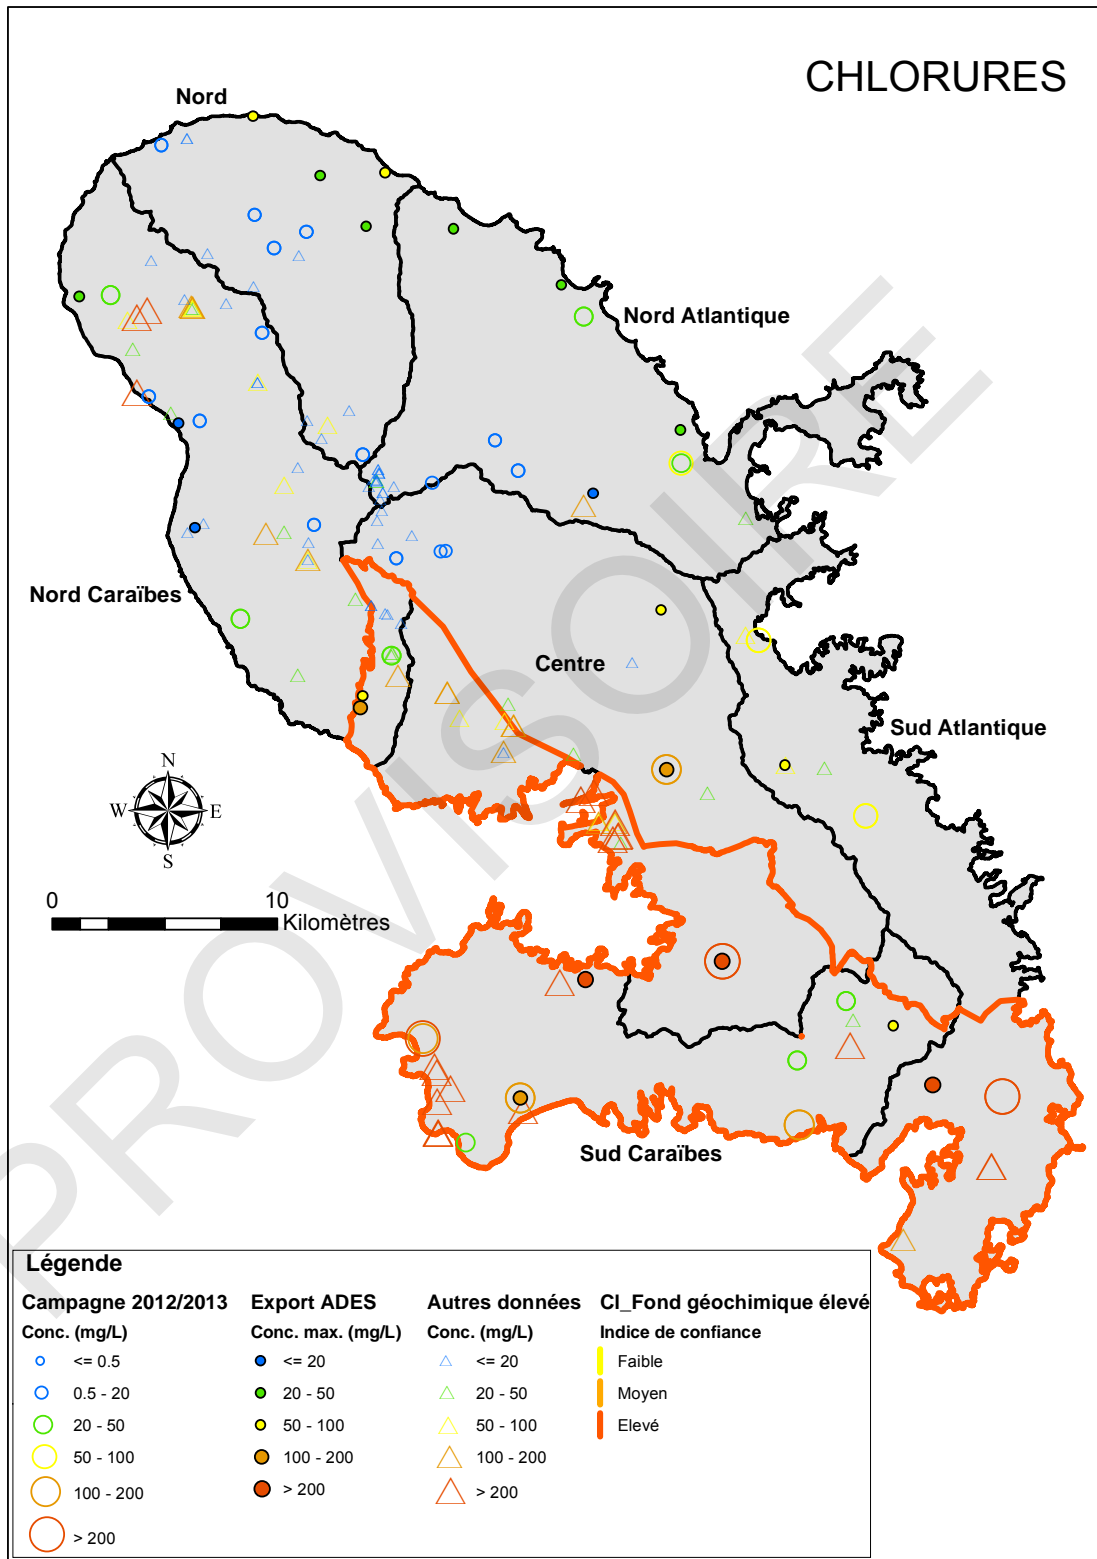 CHLORURES
Nord
Nord Atlantique
Nord Caraïbes
Centre
Sud Atlantique
N
W E
S
0 10
Kilomètres
Sud Caraïbes
PROVISOIRE
Légende
Campagne 2012/2013
Conc. (mg/L)
<= 0.5
0.5 - 20
20 - 50
50 - 100
100 - 200
> 200
Export ADES
Conc. max. (mg/L)
<= 20
20 - 50
50 - 100
100 - 200
> 200
Autres données
Conc. (mg/L)
<= 20
20 - 50
50 - 100
100 - 200
> 200
Cl_Fond géochimique élevé
Indice de confiance
Faible
Moyen
Elevé